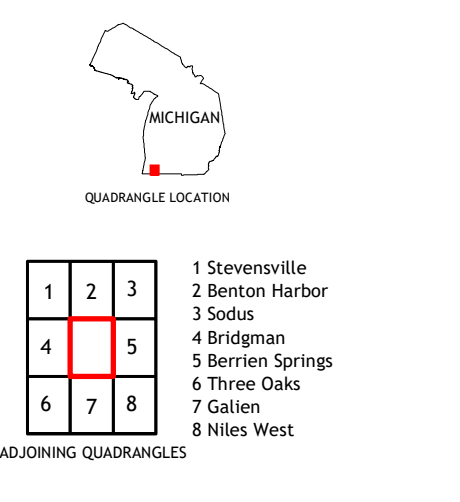 MICHIGAN
QUADRANGLE LOCATION
1 2 3
4 5
6 7 8
ADJOINING QUADRANGLES
1 Stevensville
2 Benton Harbor
3 Sodus
4 Bridgman
5 Berrien Springs
6 Three Oaks
7 Galien
8 Niles West